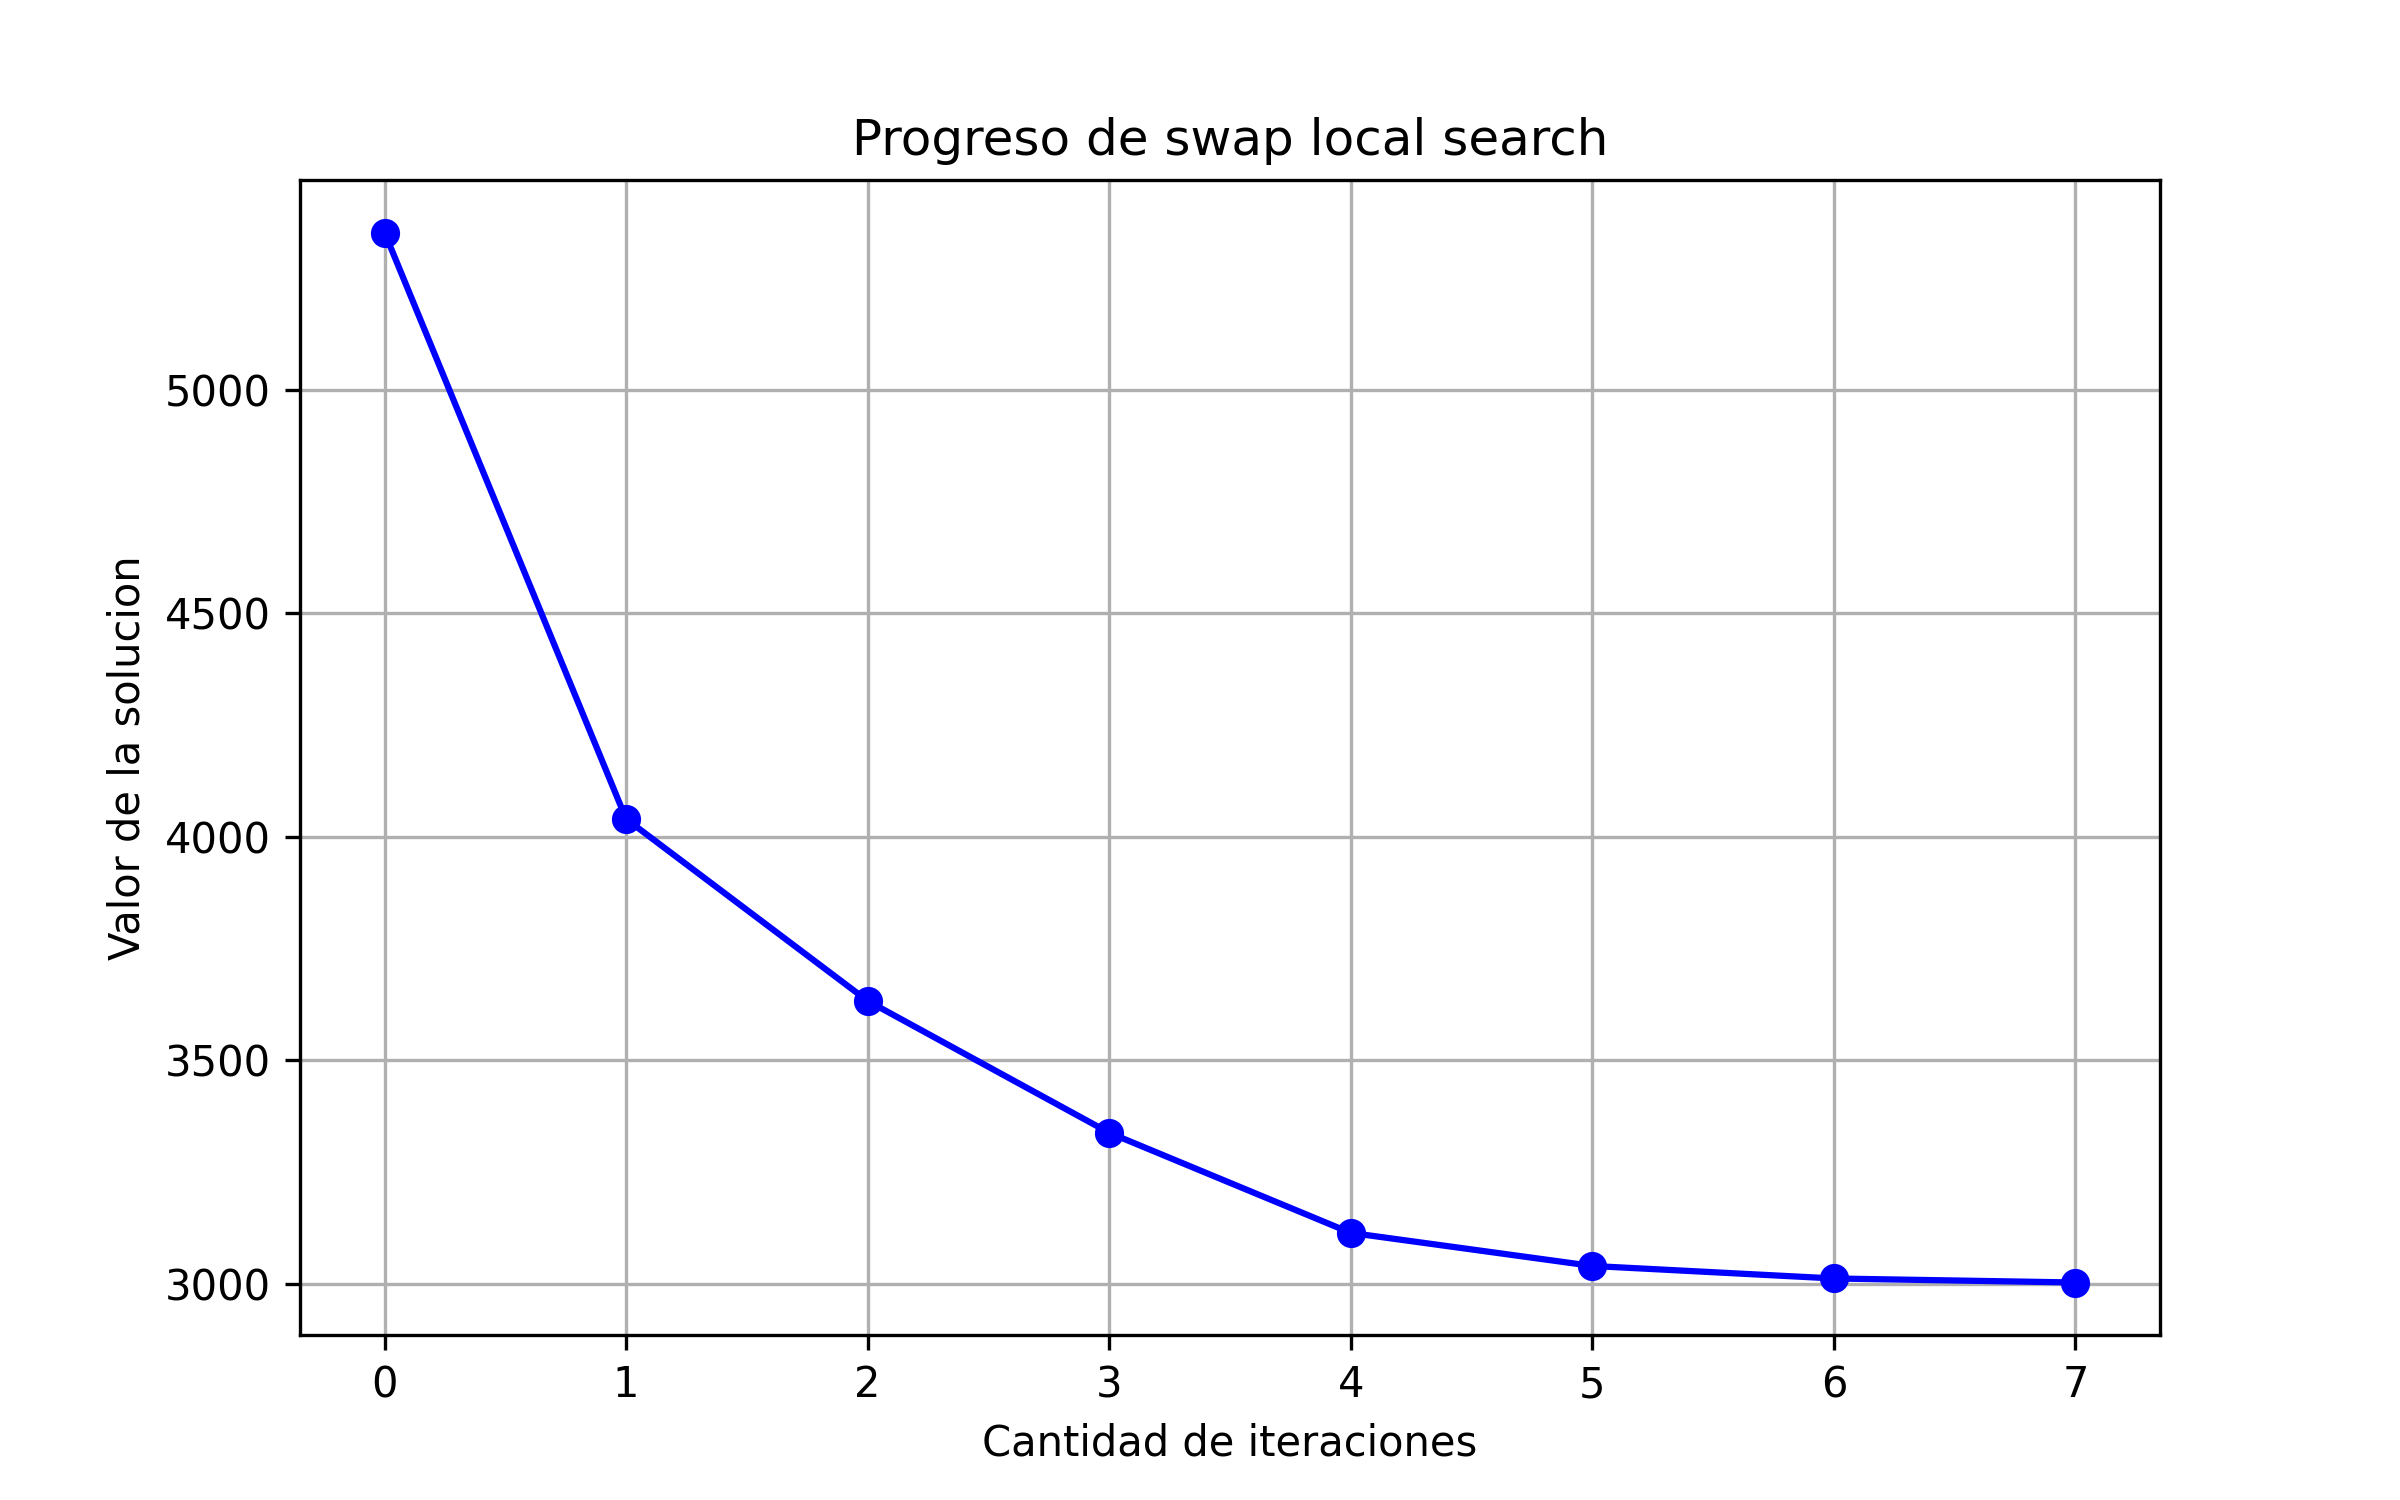 Progreso de swap local search
5000
4500
4000
3500
3000
Valor de la solucion
0 1 2 3 4 5 6 7
Cantidad de iteraciones